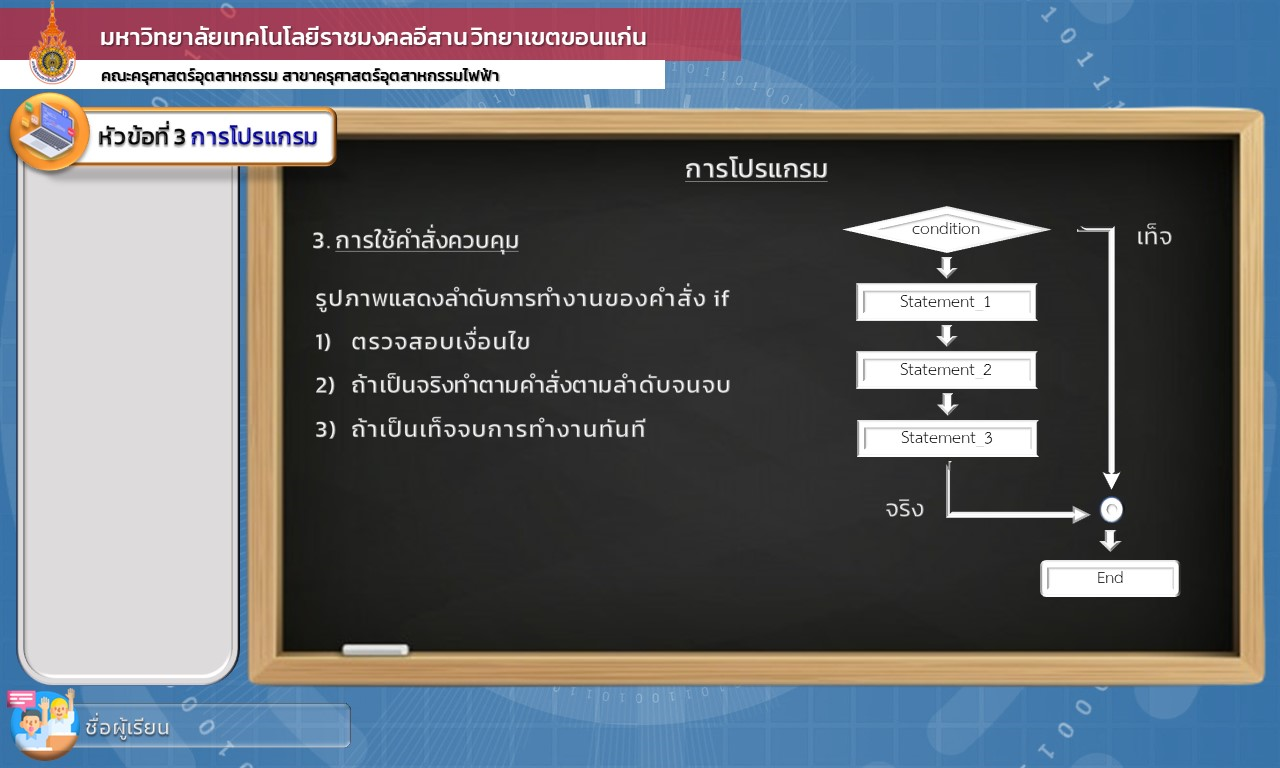 มหาวิทยาลัยเทคโนโลยีราชมงคลอีสาน วิทยาเขตขอนแก่น
คณะครุศาสตร์อุตสาหกรรม สาขาครุศาสตร์อุตสาหกรรมไฟฟ้า
หัวข้อที่ 3 การโปรแกรม
การโปรแกรม
3. การใช้คำสั่งควบคุม
รูปภาพแสดงลำดับการทำงานของคำสั่ง if
1) ตรวจสอบเงื่อนไข
2) ถ้าเป็นจริงทำตามคำสั่งตามลำดับจนจบ
3) ถ้าเป็นเท็จจบการทำงานทันที
condition
เท็จ
Statement_1
Statement_2
Statement_3
จริง
End
ชื่อผู้เรียน